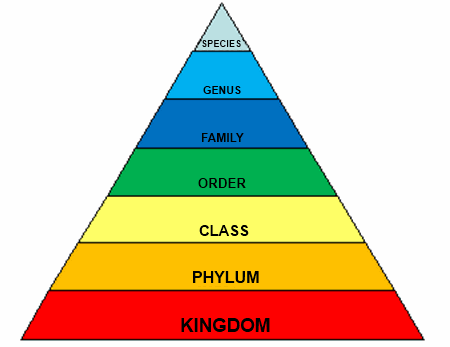 SPECIES
GENUS
FAMILY
ORDER
CLASS
PHYLUM
KINGDOM